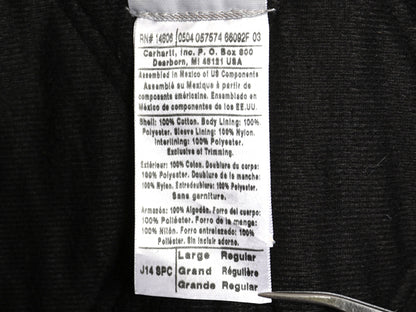 RN# 14806 0504 057574 66092F 03
Carhartt, Inc. P. O. Box 600
Dearborn, MI 48121 USA
Assembled in Mexico of US Components
Assemblé au Mexique à partir de
composants américains. Ensamblado en
México de componentes de los EE.UU.
Shell: 100% Cotton. Body Lining: 100%
Polyester. Sleeve Lining: 100% Nylon.
Interlining: 100% Polyester.
Exclusive of Trimming.
Extérieur: 100% Coton. Doublure du corps:
100% Polyester. Doublure de la manche:
100% Nylon. Entredoublure: 100% Polyester.
Sans garniture.
Armazón: 100% Algodón. Forro del cuerpo:
100% Poliéster. Forro de las mangas:
100% Nilón. Forro entrelazado: 100%
Poliéster. Sin incluir adorno.
J14 SPC
Large Regular
Grand Régulière
Grande Regular